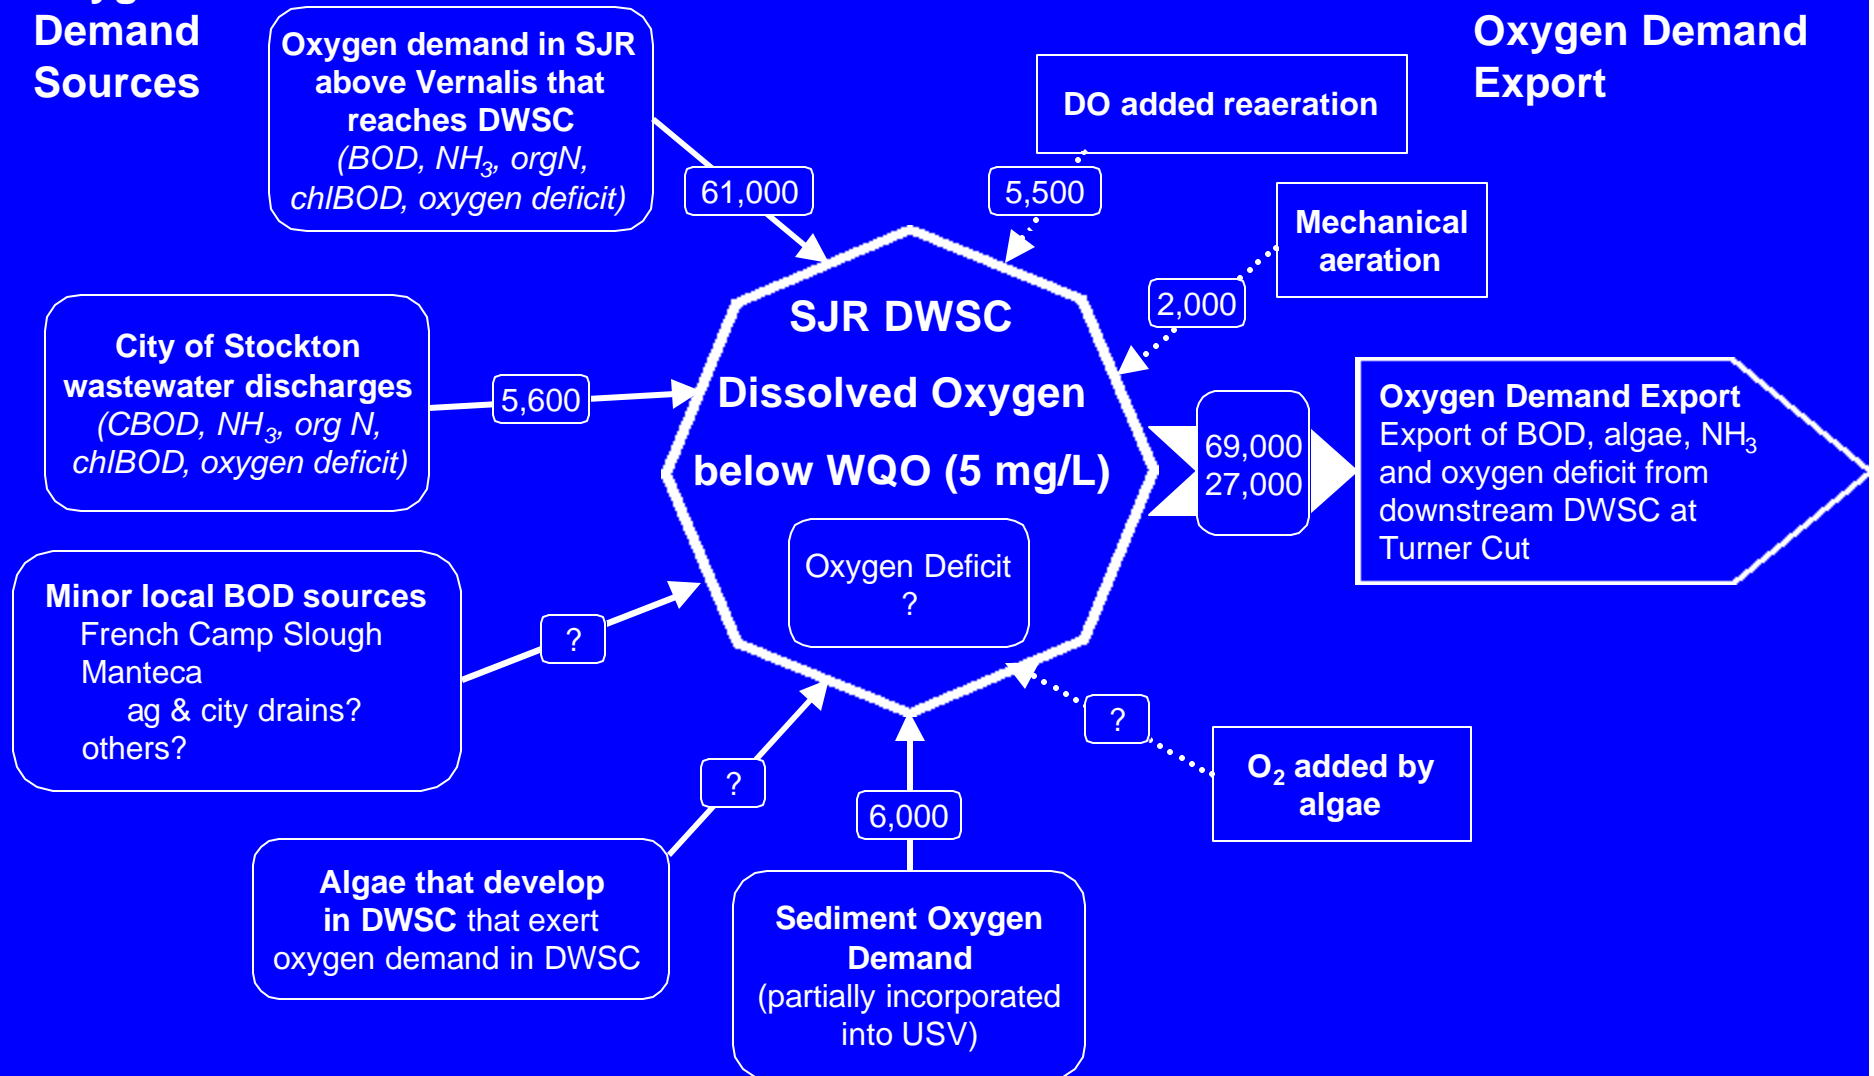 Demand
Sources
Oxygen demand in SJR
above Vernalis that
reaches DWSC
(BOD, NH3, orgN,
chlBOD, oxygen deficit)
61,000
DO added reaeration
5,500
Oxygen Demand
Export
Mechanical
aeration
2,000
City of Stockton
wastewater discharges
(CBOD, NH3, org N,
chlBOD, oxygen deficit)
5,600
SJR DWSC
Dissolved Oxygen
below WQO (5 mg/L)
Oxygen Deficit
?
69,000
27,000
Oxygen Demand Export
Export of BOD, algae, NH3
and oxygen deficit from
downstream DWSC at
Turner Cut
Minor local BOD sources
French Camp Slough
Manteca
ag & city drains?
others?
?
Algae that develop
in DWSC that exert
oxygen demand in DWSC
?
6,000
Sediment Oxygen
Demand
(partially incorporated
into USV)
?
O2 added by
algae